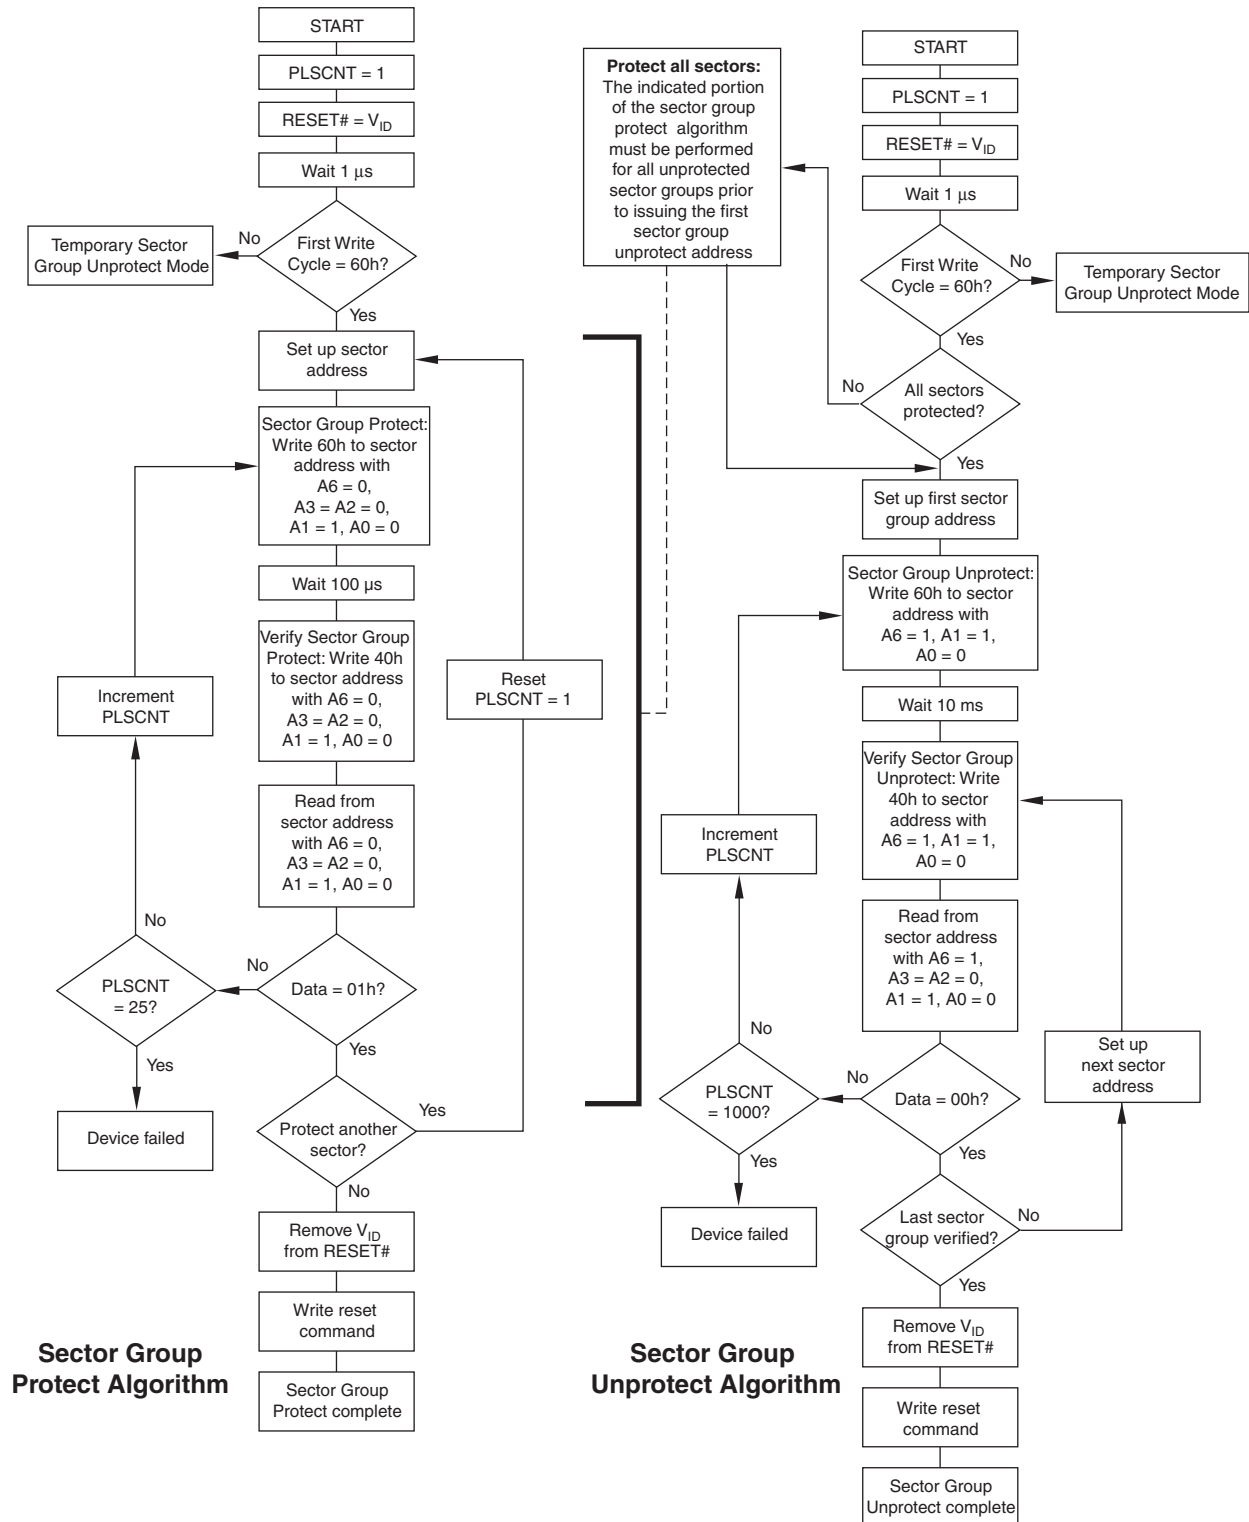 START
PLSCNT = 1
RESET# = VID
Wait 1 μs
First Write
Cycle = 60h?
No
Temporary Sector
Group Unprotect Mode
Yes
Set up sector
address
Sector Group Protect:
Write 60h to sector
address with
A6 = 0,
A3 = A2 = 0,
A1 = 1, A0 = 0
Wait 100 µs
Verify Sector Group
Protect: Write 40h
to sector address
with A6 = 0,
A3 = A2 = 0,
A1 = 1, A0 = 0
Increment
PLSCNT
Reset
PLSCNT = 1
Read from
sector address
with A6 = 0,
A3 = A2 = 0,
A1 = 1, A0 = 0
No
PLSCNT
= 25?
No
Data = 01h?
Yes
Yes
Device failed
Protect another
sector?
Yes
No
Remove VID
from RESET#
Write reset
command
Sector Group
Protect complete
Sector Group
Protect Algorithm
Protect all sectors:
The indicated portion
of the sector group
protect algorithm
must be performed
for all unprotected
sector groups prior
to issuing the first
sector group
unprotect address
START
PLSCNT = 1
RESET# = VID
Wait 1 μs
First Write
Cycle = 60h?
No
Temporary Sector
Group Unprotect Mode
Yes
No
All sectors
protected?
Yes
Set up first sector
group address
Sector Group Unprotect:
Write 60h to sector
address with
A6 = 1, A1 = 1,
A0 = 0
Wait 10 ms
Verify Sector Group
Unprotect: Write
40h to sector
address with
A6 = 1, A1 = 1,
A0 = 0
Increment
PLSCNT
Read from
sector address
with A6 = 1,
A3 = A2 = 0,
A1 = 1, A0 = 0
No
Set up
next sector
address
PLSCNT
= 1000?
No
Data = 00h?
Yes
Yes
Device failed
Last sector
group verified?
No
Yes
Remove VID
from RESET#
Write reset
command
Sector Group
Unprotect complete
Sector Group
Unprotect Algorithm